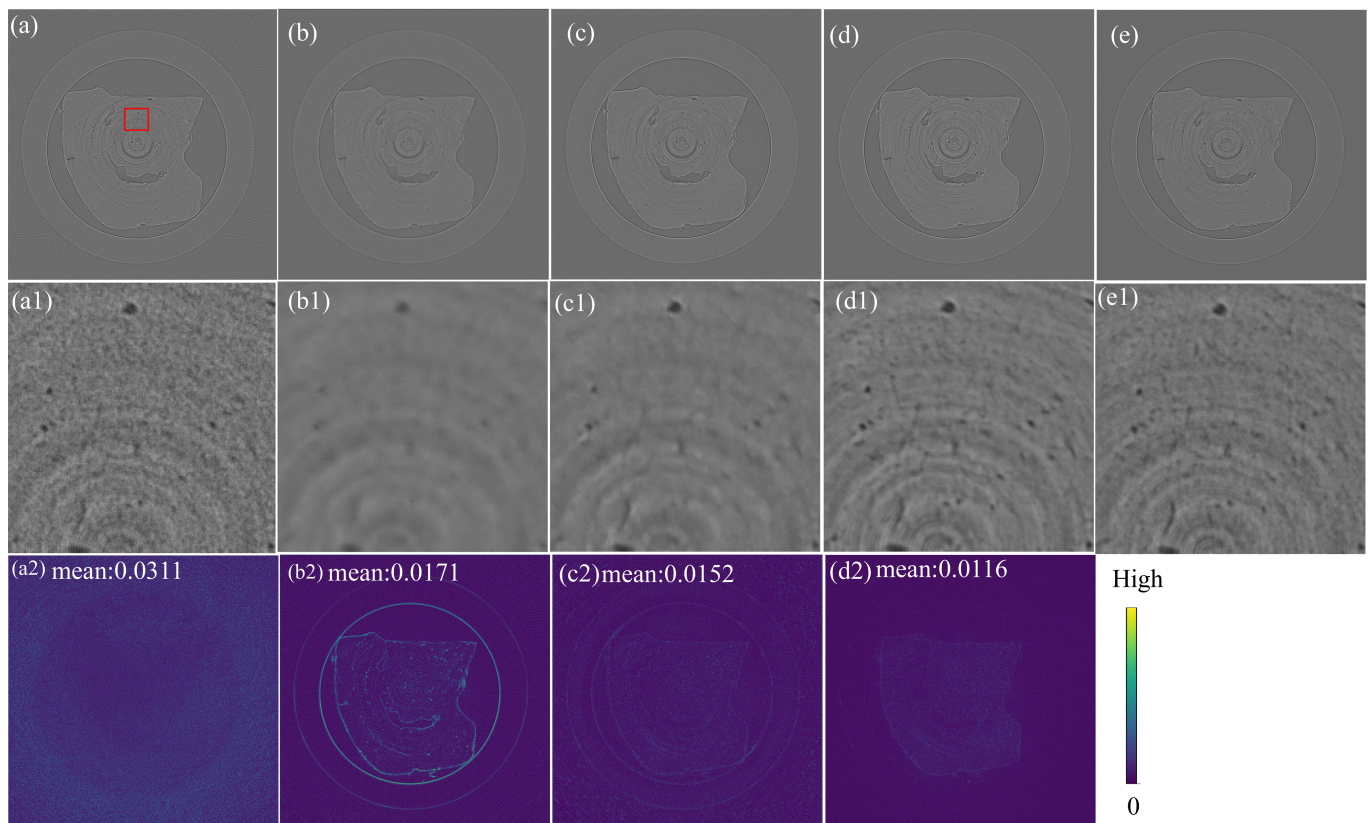 (a)
(b)
(c)
(d)
(e)
(a1)
(b1)
(c1)
(d1)
(e1)
(a2) mean:0.0311
(b2) mean:0.0171
(c2) mean:0.0152
(d2) mean:0.0116
High
0